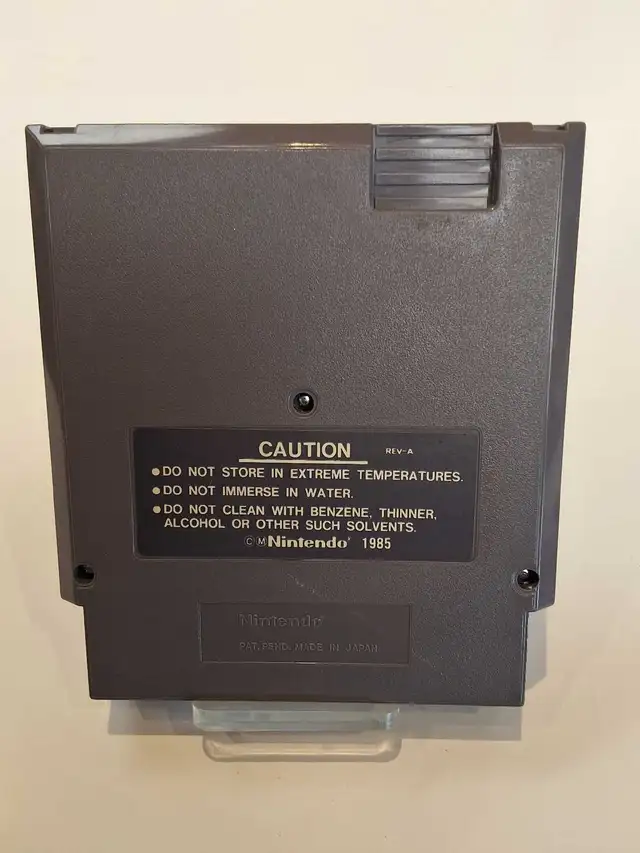 CAUTION REV-A
●DO NOT STORE IN EXTREME TEMPERATURES.
●DO NOT IMMERSE IN WATER.
●DO NOT CLEAN WITH BENZENE, THINNER,
ALCOHOL OR OTHER SUCH SOLVENTS.
©Ⓜ Nintendo® 1985
Nintendo®
PAT. PEND. MADE IN JAPAN